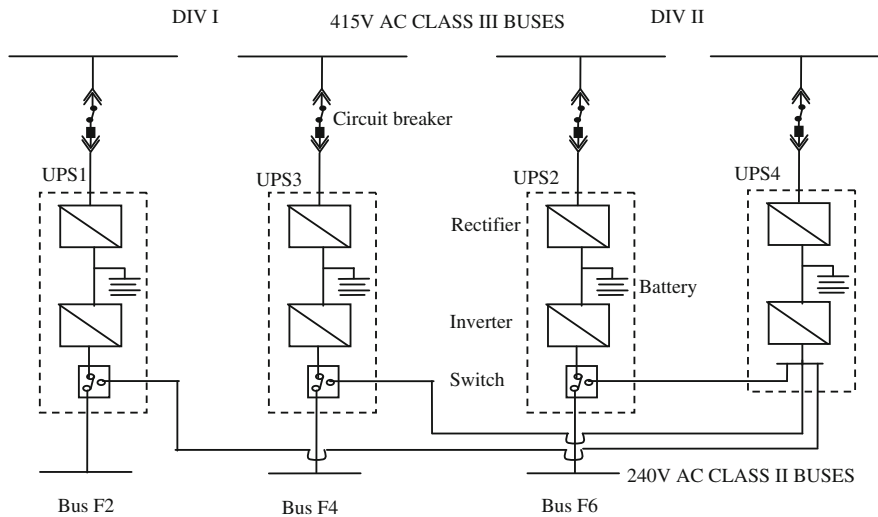 DIV I
415V AC CLASS III BUSES
DIV II
Circuit breaker
UPS1
UPS3
UPS2
UPS4
Rectifier
Battery
Inverter
Switch
240V AC CLASS II BUSES
Bus F2
Bus F4
Bus F6